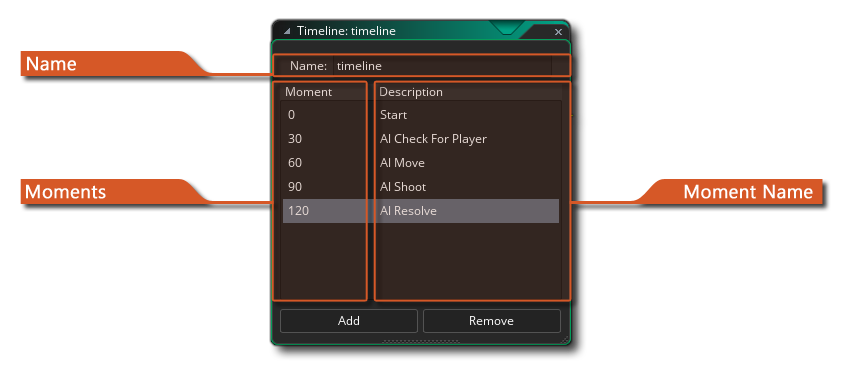 Timeline: timeline
Name
Name: timeline
Moment Description
0 Start
30 AI Check For Player
60 AI Move
90 AI Shoot
Moments
Moment Name
120 AI Resolve
Add Remove